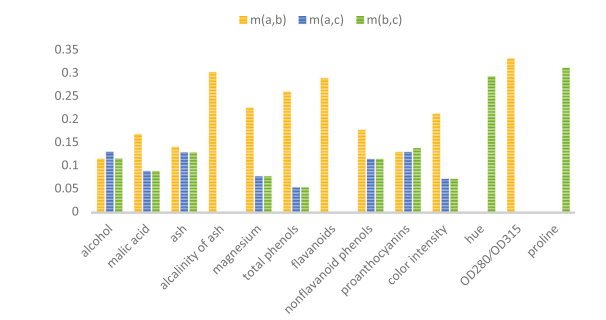 m(a,b) m(a,c) m(b,c)
0.35
0.3
0.25
0.2
0.15
0.1
0.05
0
alcohol
malic acid
ash
alcalinity of ash
magnesium
total phenols
flavanoids
nonflavanoid phenols
proanthocyanins
color intensity
hue
OD280/OD315
proline